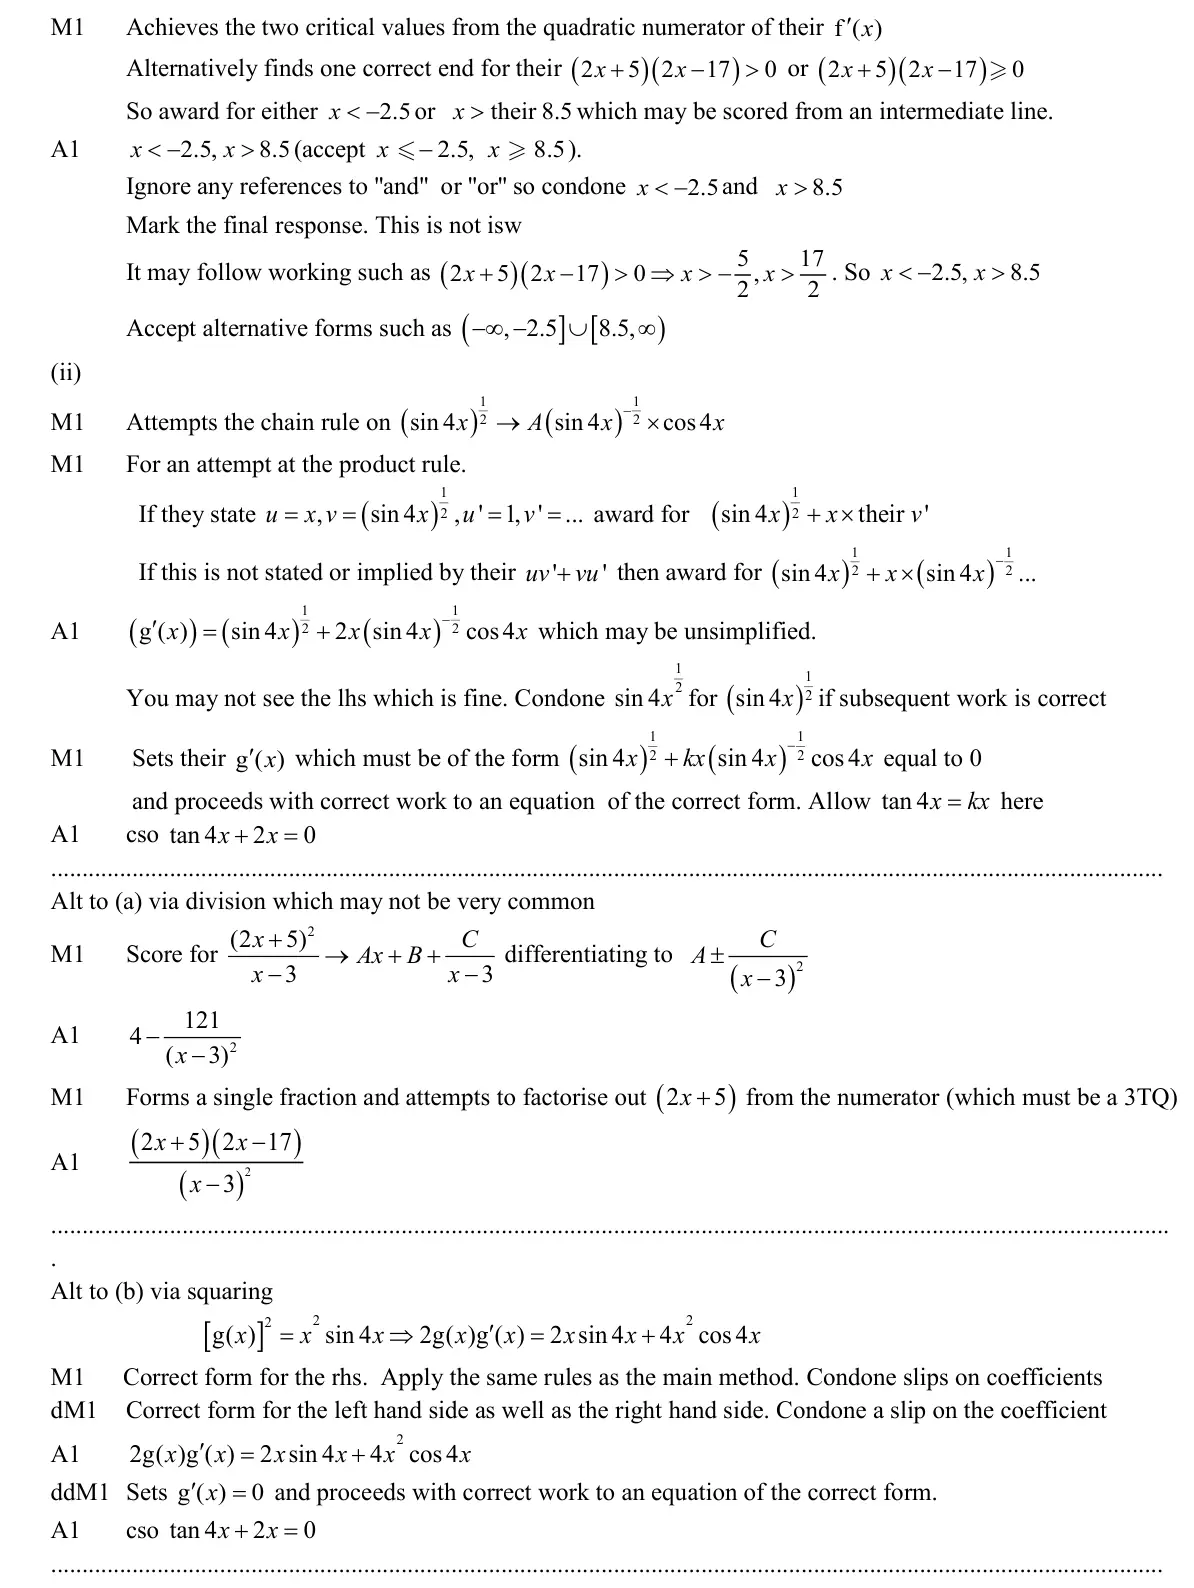 M1 Achieves the two critical values from the quadratic numerator of their f′(x)
Alternatively finds one correct end for their (2x+5)(2x−17)>0 or (2x+5)(2x−17)⩾0
So award for either x < −2.5 or x > their 8.5 which may be scored from an intermediate line.
A1 x < −2.5, x > 8.5 (accept x ⩽ −2.5, x ⩾ 8.5).
Ignore any references to "and" or "or" so condone x < −2.5 and x > 8.5
Mark the final response. This is not isw
It may follow working such as (2x+5)(2x−17)>0 ⇒ x > −5/2, x > 17/2. So x < −2.5, x > 8.5
Accept alternative forms such as (−∞,−2.5]∪[8.5,∞)
(ii)
M1 Attempts the chain rule on (sin 4x)^(1/2) → A(sin 4x)^(−1/2) × cos 4x
M1 For an attempt at the product rule.
If they state u = x, v = (sin 4x)^(1/2), u' = 1, v' = ... award for (sin 4x)^(1/2) + x × their v'
If this is not stated or implied by their uv'+ vu' then award for (sin 4x)^(1/2) + x × (sin 4x)^(−1/2) ...
A1 (g′(x)) = (sin 4x)^(1/2) + 2x(sin 4x)^(−1/2) cos 4x which may be unsimplified.
You may not see the lhs which is fine. Condone sin 4x^(1/2) for (sin 4x)^(1/2) if subsequent work is correct
M1 Sets their g′(x) which must be of the form (sin 4x)^(1/2) + kx(sin 4x)^(−1/2) cos 4x equal to 0
and proceeds with correct work to an equation of the correct form. Allow tan 4x = kx here
A1 cso tan 4x + 2x = 0
..........................................................................................
Alt to (a) via division which may not be very common
M1 Score for (2x+5)²/(x−3) → Ax + B + C/(x−3) differentiating to A ± C/(x−3)²
A1 4 − 121/(x−3)²
M1 Forms a single fraction and attempts to factorise out (2x+5) from the numerator (which must be a 3TQ)
A1 (2x+5)(2x−17)/(x−3)²
..........................................................................................
.
Alt to (b) via squaring
[g(x)]² = x² sin 4x ⇒ 2g(x)g′(x) = 2x sin 4x + 4x² cos 4x
M1 Correct form for the rhs. Apply the same rules as the main method. Condone slips on coefficients
dM1 Correct form for the left hand side as well as the right hand side. Condone a slip on the coefficient
A1 2g(x)g′(x) = 2x sin 4x + 4x² cos 4x
ddM1 Sets g′(x) = 0 and proceeds with correct work to an equation of the correct form.
A1 cso tan 4x + 2x = 0
..........................................................................................